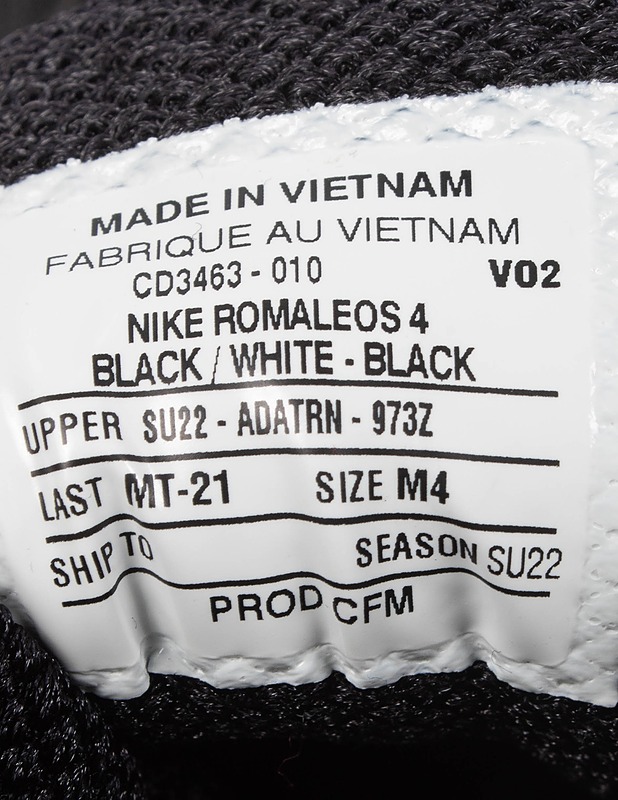 MADE IN VIETNAM
FABRIQUE AU VIETNAM
CD3463 - 010 V02
NIKE ROMALEOS 4
BLACK / WHITE - BLACK
UPPER SU22 - ADATRN - 973Z
LAST MT-21 SIZE M4
SHIP TO SEASON SU22
PROD CFM